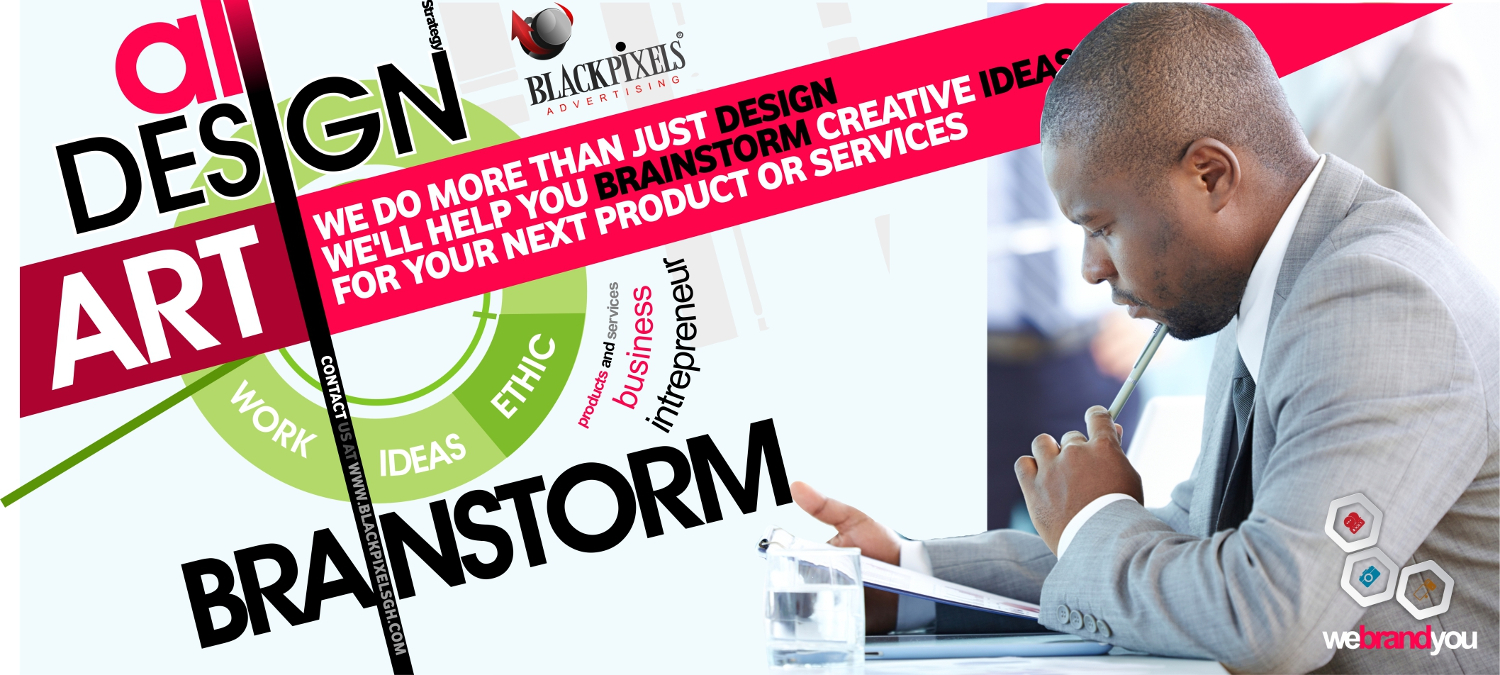 all
Strategy
DESIGN
ART
BLACKPIXELS®
ADVERTISING
WE DO MORE THAN JUST DESIGN
WE'LL HELP YOU BRAINSTORM CREATIVE IDEAS
FOR YOUR NEXT PRODUCT OR SERVICES
WORK
IDEAS
ETHIC
products and services
business
intrepreneur
CONTACT US AT WWW.BLACKPIXELSGH.COM
BRAINSTORM
webrandyou